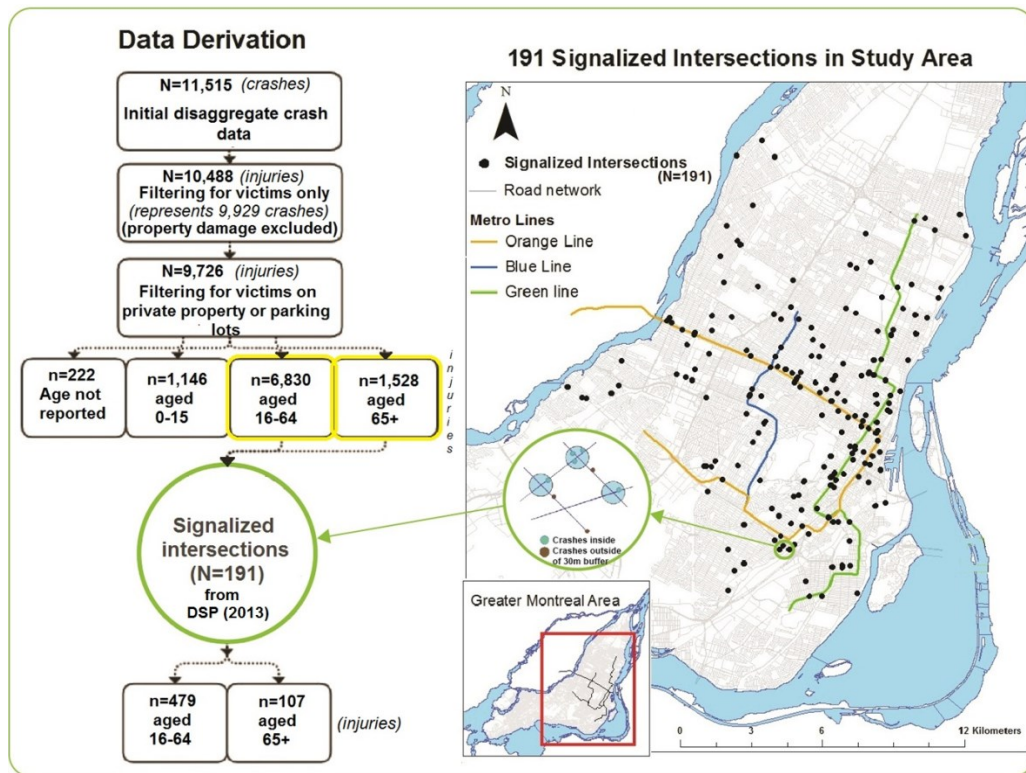 Data Derivation
N=11,515 (crashes)
Initial disaggregate crash
data
N=10,488 (injuries)
Filtering for victims only
(represents 9,929 crashes)
(property damage excluded)
N=9,726 (injuries)
Filtering for victims on
private property or parking
lots
n=222
Age not
reported
n=1,146
aged
0-15
n=6,830
aged
16-64
n=1,528
aged
65+
injuries
Signalized
intersections
(N=191)
from
DSP (2013)
n=479
aged
16-64
n=107
aged
65+
(injuries)
191 Signalized Intersections in Study Area
N
Signalized Intersections
(N=191)
Road network
Metro Lines
Orange Line
Blue Line
Green line
Crashes inside
Crashes outside
of 30m buffer
Greater Montreal Area
0 3 6 12 Kilometers